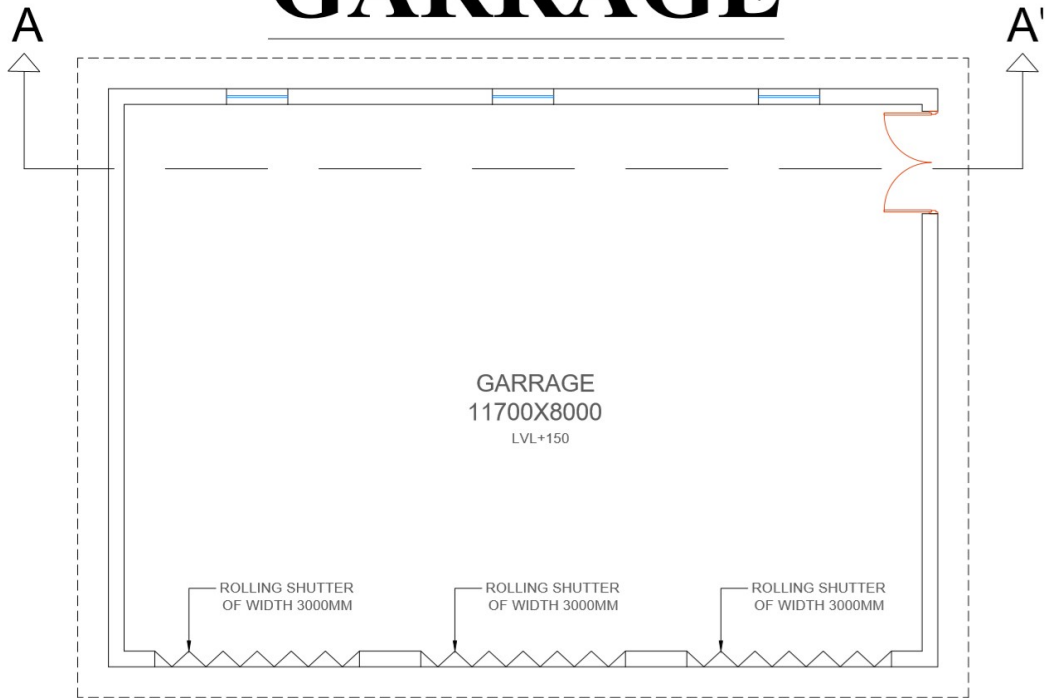 GARRAGE
A A'
GARRAGE
11700X8000
LVL+150
ROLLING SHUTTER
OF WIDTH 3000MM
ROLLING SHUTTER
OF WIDTH 3000MM
ROLLING SHUTTER
OF WIDTH 3000MM